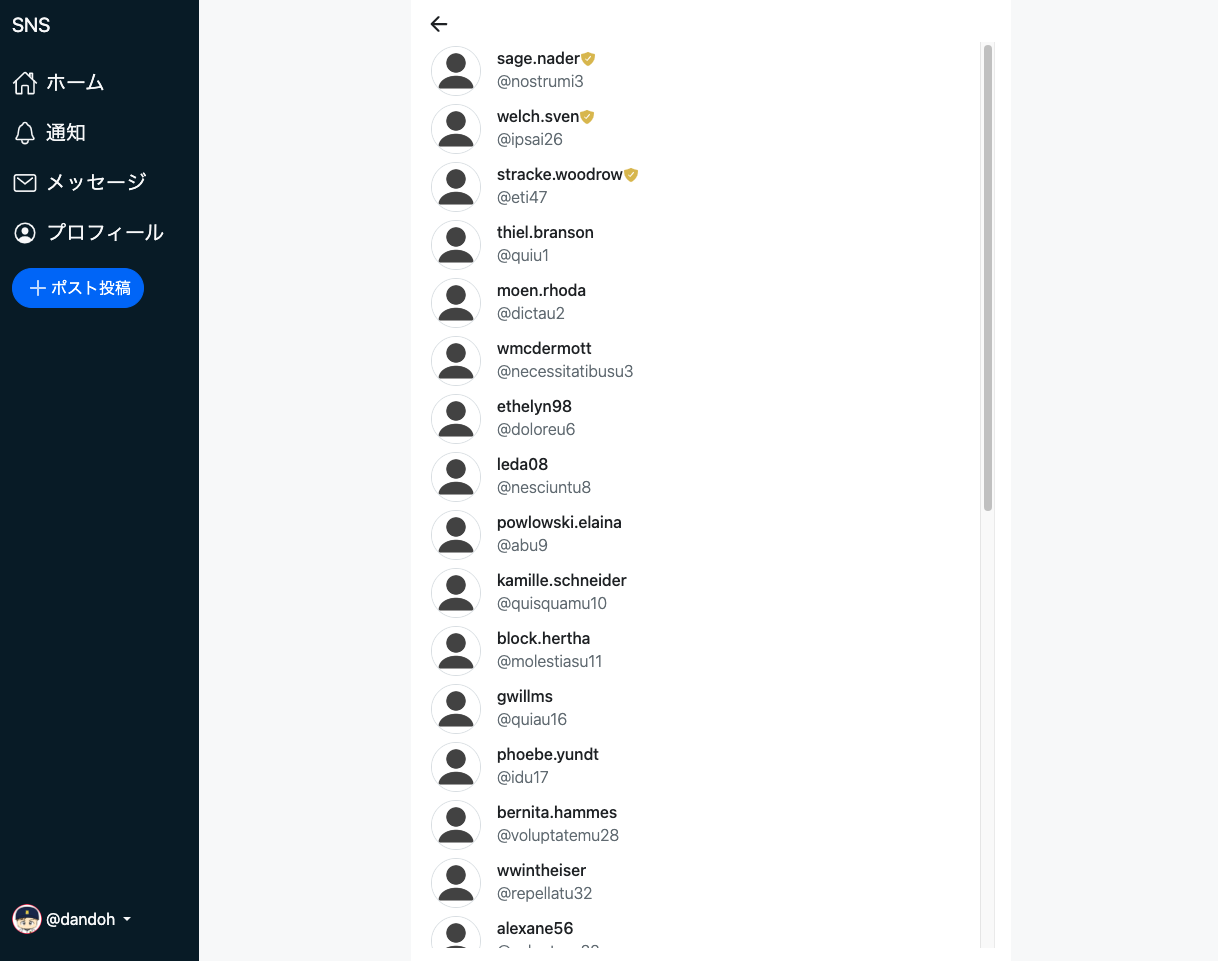 SNS
ホーム
通知
メッセージ
プロフィール
ポスト投稿
@dandoh
sage.nader
@nostrumi3
welch.sven
@ipsai26
stracke.woodrow
@eti47
thiel.branson
@quiu1
moen.rhoda
@dictau2
wmcdermott
@necessitatibusu3
ethelyn98
@doloreu6
leda08
@nesciuntu8
powlowski.elaina
@abu9
kamille.schneider
@quisquamu10
block.hertha
@molestiasu11
gwillms
@quiau16
phoebe.yundt
@idu17
bernita.hammes
@voluptatemu28
wwintheiser
@repellatu32
alexane56